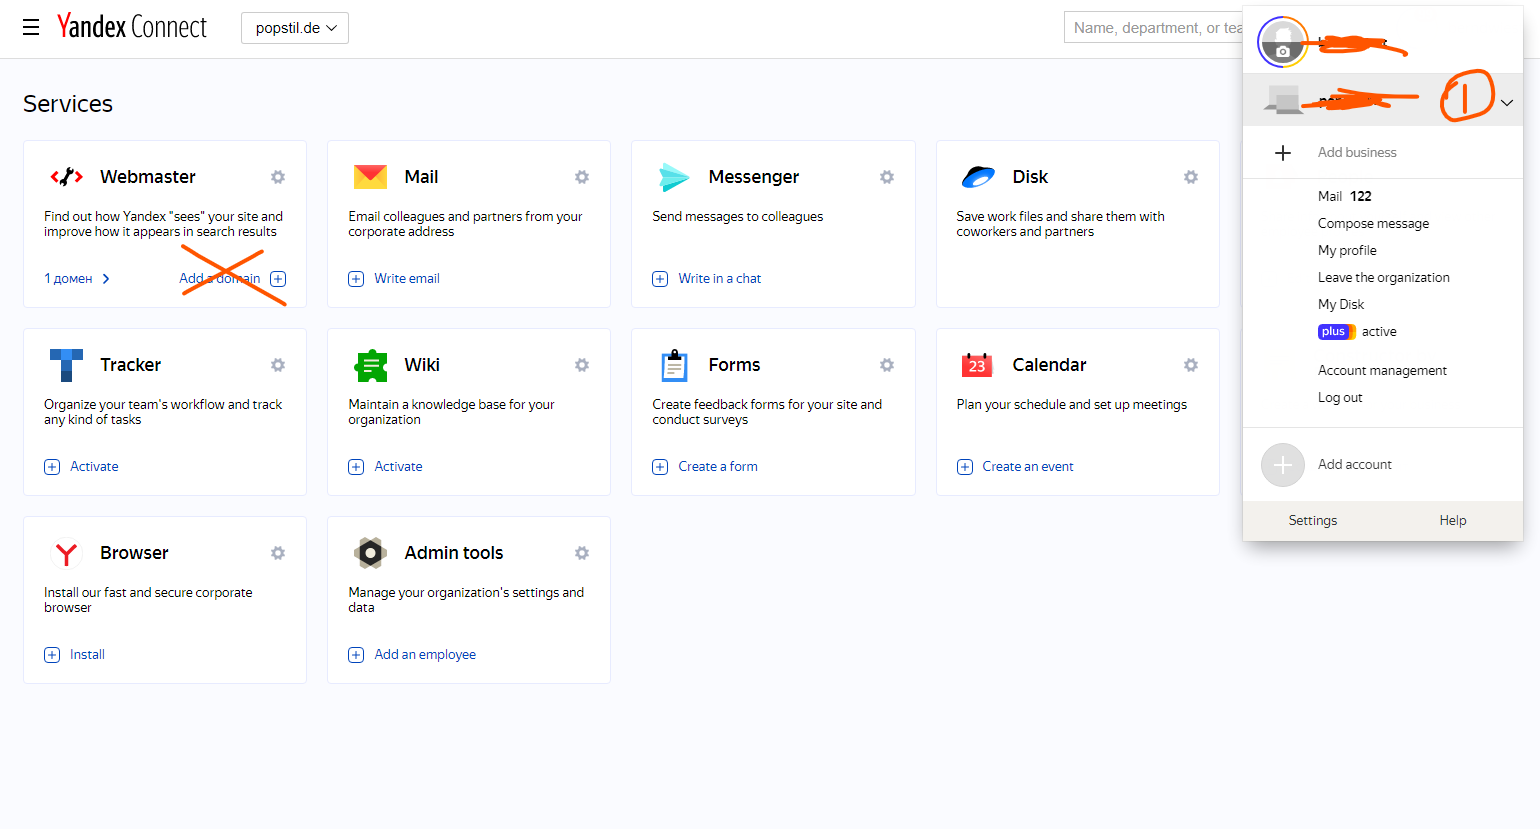 Yandex Connect
popstil.de
Name, department, or tea
Services
Webmaster
Find out how Yandex "sees" your site and
improve how it appears in search results
1 домен
Add a domain
Mail
Email colleagues and partners from your
corporate address
Write email
Messenger
Send messages to colleagues
Write in a chat
Disk
Save work files and share them with
coworkers and partners
Tracker
Organize your team's workflow and track
any kind of tasks
Activate
Wiki
Maintain a knowledge base for your
organization
Activate
Forms
Create feedback forms for your site and
conduct surveys
Create a form
23
Calendar
Plan your schedule and set up meetings
Create an event
Browser
Install our fast and secure corporate
browser
Install
Admin tools
Manage your organization's settings and
data
Add an employee
1
Add business
Mail 122
Compose message
My profile
Leave the organization
My Disk
plus active
Account management
Log out
Add account
Settings
Help